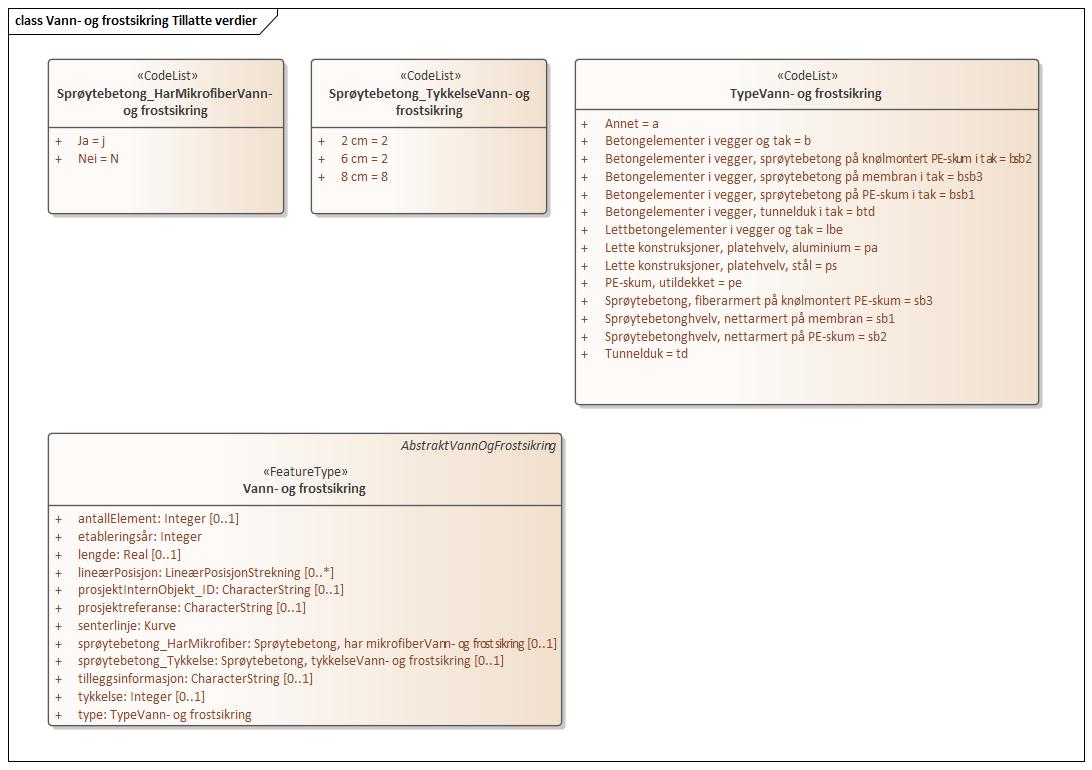 class Vann- og frostsikring Tillatte verdier
«CodeList»
Sprøytebetong_HarMikrofiberVann-
og frostsikring
+ Ja = j
+ Nei = N
«CodeList»
Sprøytebetong_TykkelseVann- og
frostsikring
+ 2 cm = 2
+ 6 cm = 2
+ 8 cm = 8
«CodeList»
TypeVann- og frostsikring
+ Annet = a
+ Betongelementer i vegger og tak = b
+ Betongelementer i vegger, sprøytebetong på knølmontert PE-skum i tak = bsb2
+ Betongelementer i vegger, sprøytebetong på membran i tak = bsb3
+ Betongelementer i vegger, sprøytebetong på PE-skum i tak = bsb1
+ Betongelementer i vegger, tunnelduk i tak = btd
+ Lettbetongelementer i vegger og tak = lbe
+ Lette konstruksjoner, platehvelv, aluminium = pa
+ Lette konstruksjoner, platehvelv, stål = ps
+ PE-skum, utildekket = pe
+ Sprøytebetong, fiberarmert på knølmontert PE-skum = sb3
+ Sprøytebetonghvelv, nettarmert på membran = sb1
+ Sprøytebetonghvelv, nettarmert på PE-skum = sb2
+ Tunnelduk = td
AbstraktVannOgFrostsikring
«FeatureType»
Vann- og frostsikring
+ antallElement: Integer [0..1]
+ etableringsår: Integer
+ lengde: Real [0..1]
+ lineærPosisjon: LineærPosisjonStrekning [0..*]
+ prosjektInternObjekt_ID: CharacterString [0..1]
+ prosjektreferanse: CharacterString [0..1]
+ senterlinje: Kurve
+ sprøytebetong_HarMikrofiber: Sprøytebetong, har mikrofiberVann- og frostsikring [0..1]
+ sprøytebetong_Tykkelse: Sprøytebetong, tykkelseVann- og frostsikring [0..1]
+ tilleggsinformasjon: CharacterString [0..1]
+ tykkelse: Integer [0..1]
+ type: TypeVann- og frostsikring